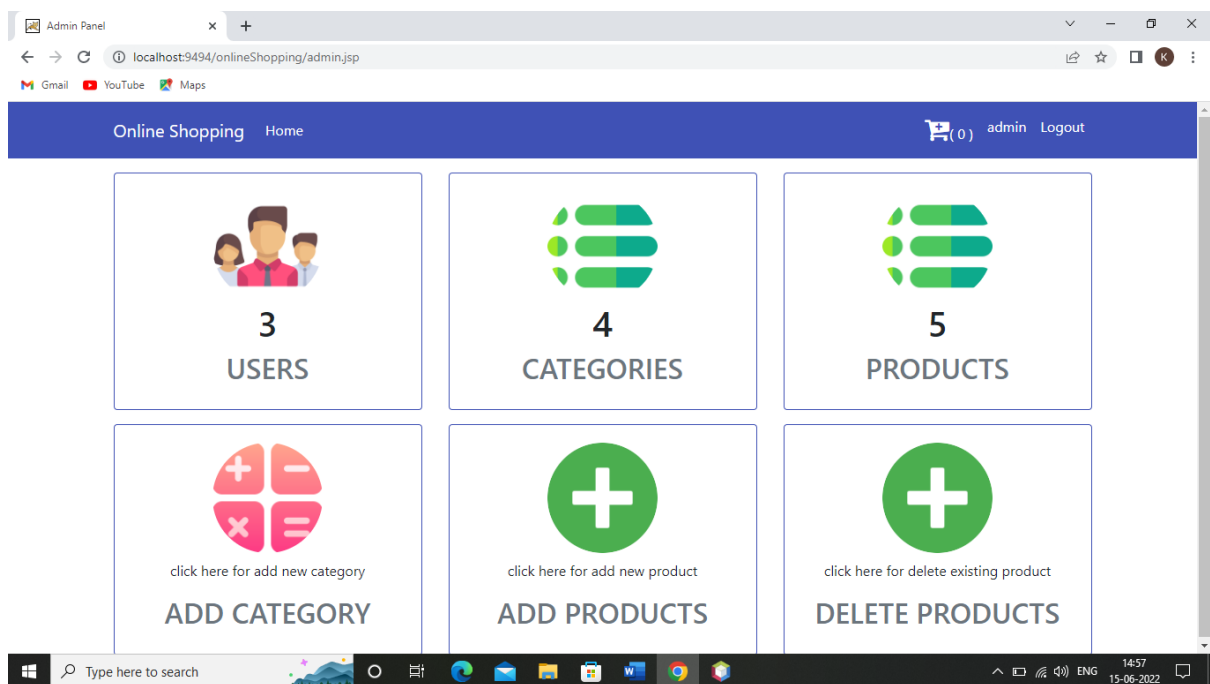 Admin Panel
localhost:9494/onlineShopping/admin.jsp
K
Gmail YouTube Maps
Online Shopping Home ( 0 ) admin Logout
3 4 5
USERS CATEGORIES PRODUCTS
click here for add new category click here for add new product click here for delete existing product
ADD CATEGORY ADD PRODUCTS DELETE PRODUCTS
Type here to search ENG 14:57
15-06-2022